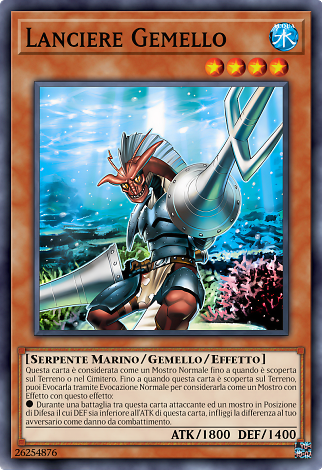 Lanciere Gemello
ACQUA
水
[Serpente Marino/Gemello/Effetto]
Questa carta è considerata come un Mostro Normale fino a quando è scoperta
sul Terreno o nel Cimitero. Fino a quando questa carta è scoperta sul Terreno,
puoi Evocarla tramite Evocazione Normale per considerarla come un Mostro con
Effetto con questo effetto:
● Durante una battaglia tra questa carta attaccante ed un mostro in Posizione
di Difesa il cui DEF sia inferiore all'ATK di questa carta, infliggi la differenza al tuo
avversario come danno da combattimento.
ATK/1800 DEF/1400
26254876